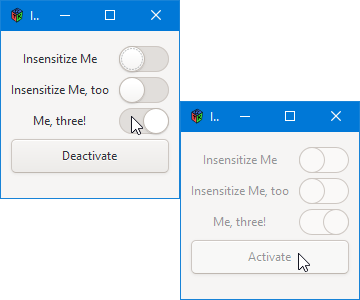 I..
Insensitize Me
Insensitize Me, too
Me, three!
Deactivate
I..
Insensitize Me
Insensitize Me, too
Me, three!
Activate